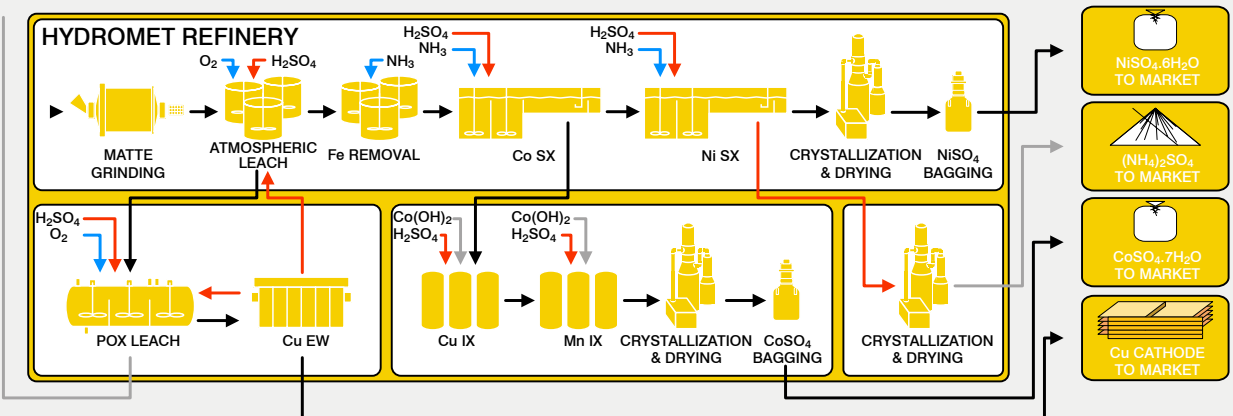 HYDROMET REFINERY
O₂
H₂SO₄
NH₃
H₂SO₄
NH₃
H₂SO₄
NH₃
MATTE
GRINDING
ATMOSPHERIC
LEACH
Fe REMOVAL
Co SX
Ni SX
CRYSTALLIZATION
& DRYING
NiSO₄
BAGGING
NiSO₄.6H₂O
TO MARKET
(NH₄)₂SO₄
TO MARKET
H₂SO₄
O₂
POX LEACH
Cu EW
Co(OH)₂
H₂SO₄
Co(OH)₂
H₂SO₄
Cu IX
Mn IX
CRYSTALLIZATION
& DRYING
CoSO₄
BAGGING
CRYSTALLIZATION
& DRYING
CoSO₄.7H₂O
TO MARKET
Cu CATHODE
TO MARKET